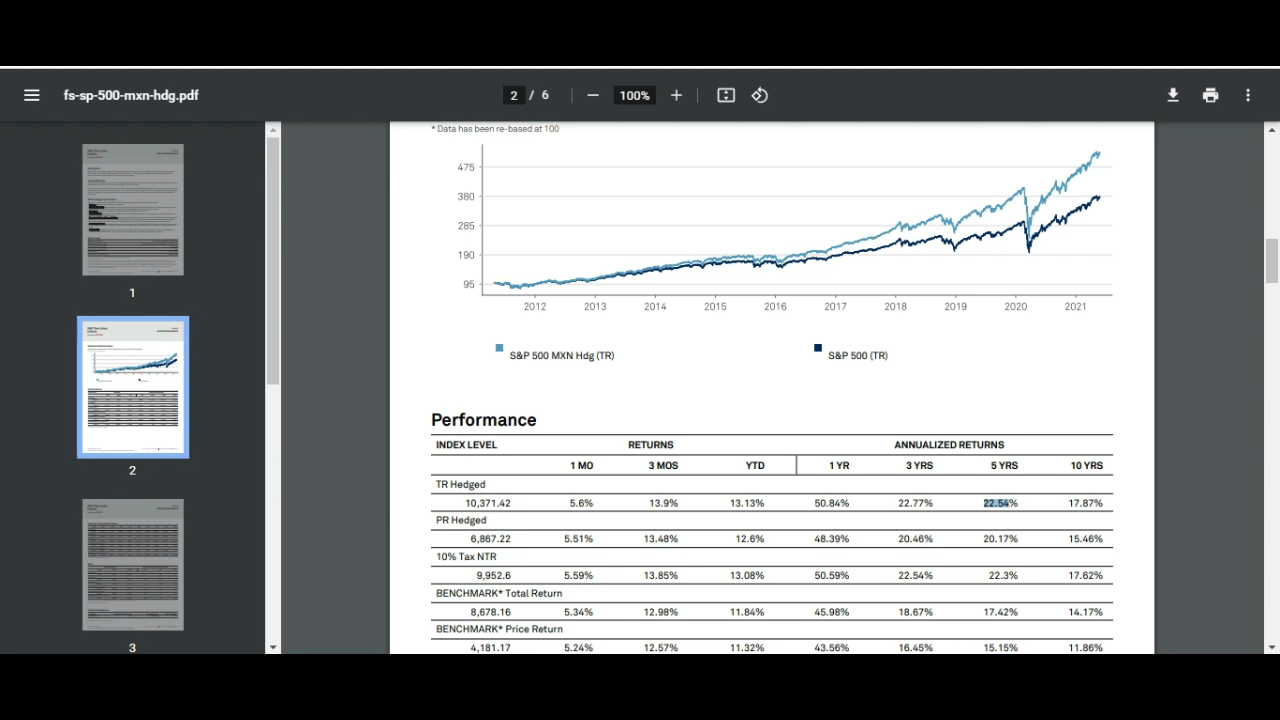 fs-sp-500-mxn-hdg.pdf
2 / 6
100%
1
2
3
* Data has been re-based at 100
475
380
285
190
95
2012 2013 2014 2015 2016 2017 2018 2019 2020 2021
S&P 500 MXN Hdg (TR) S&P 500 (TR)
Performance
INDEX LEVEL RETURNS ANNUALIZED RETURNS
1 MO 3 MOS YTD 1 YR 3 YRS 5 YRS 10 YRS
TR Hedged
10,371.42 5.6% 13.9% 13.13% 50.84% 22.77% 22.54% 17.87%
PR Hedged
6,867.22 5.51% 13.48% 12.6% 48.39% 20.46% 20.17% 15.46%
10% Tax NTR
9,952.6 5.59% 13.85% 13.08% 50.59% 22.54% 22.3% 17.62%
BENCHMARK* Total Return
8,678.16 5.34% 12.98% 11.84% 45.98% 18.67% 17.42% 14.17%
BENCHMARK* Price Return
4,181.17 5.24% 12.57% 11.32% 43.56% 16.45% 15.15% 11.86%